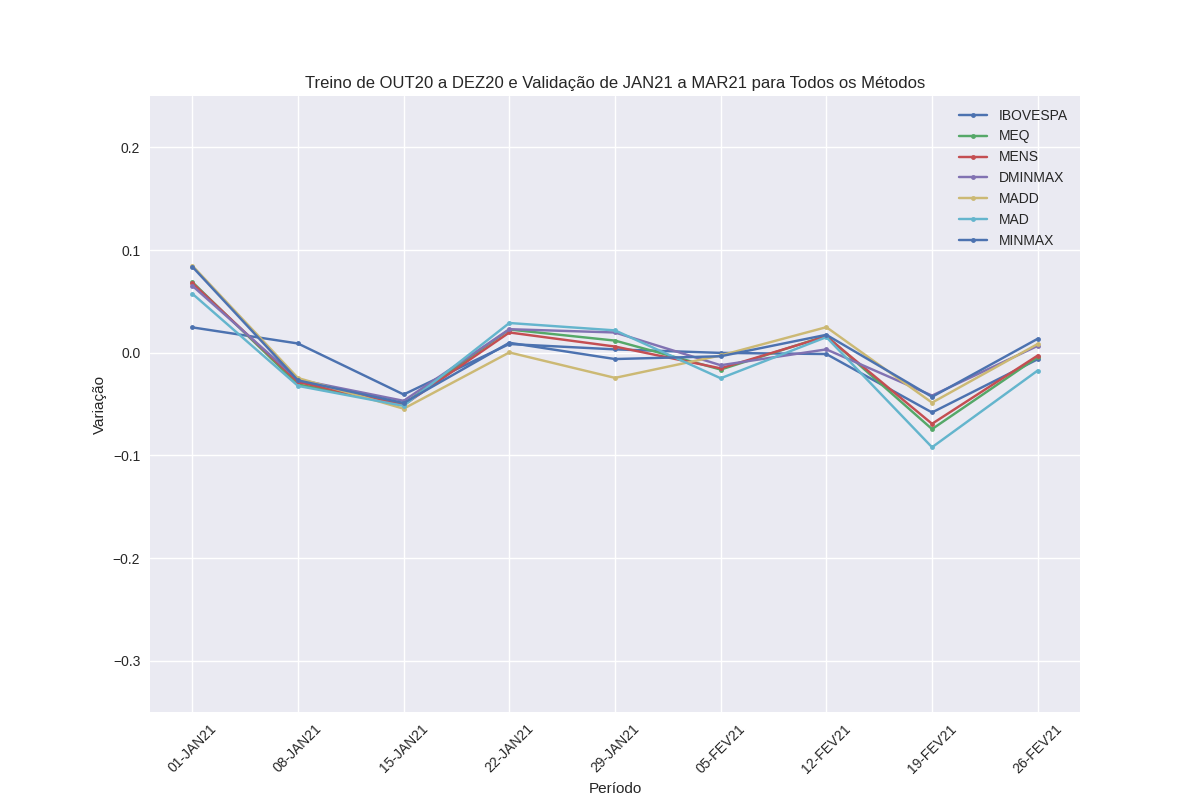 Treino de OUT20 a DEZ20 e Validação de JAN21 a MAR21 para Todos os Métodos
IBOVESPA
MEQ
MENS
DMINMAX
MADD
MAD
MINMAX
0.2
0.1
0.0
−0.1
−0.2
−0.3
Variação
01-JAN21
08-JAN21
15-JAN21
22-JAN21
29-JAN21
05-FEV21
12-FEV21
19-FEV21
26-FEV21
Período